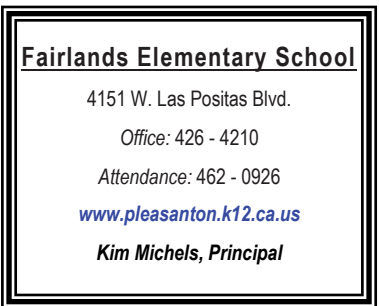 Fairlands Elementary School
4151 W. Las Positas Blvd.
Office: 426 - 4210
Attendance: 462 - 0926
www.pleasanton.k12.ca.us
Kim Michels, Principal